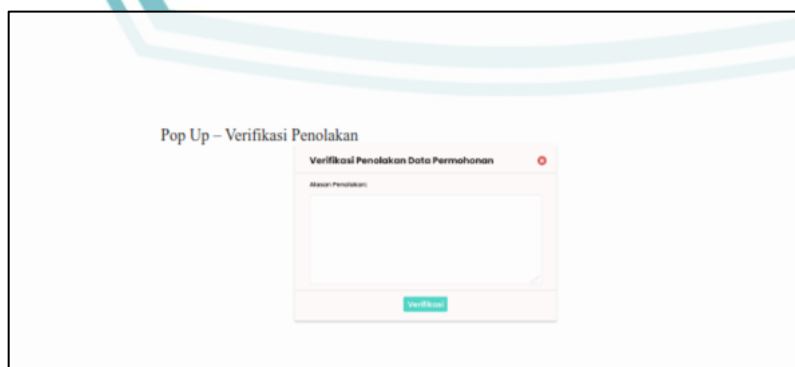 Pop Up – Verifikasi Penolakan
Verifikasi Penolakan Data Permohonan
Alasan Penolakan:
Verifikasi